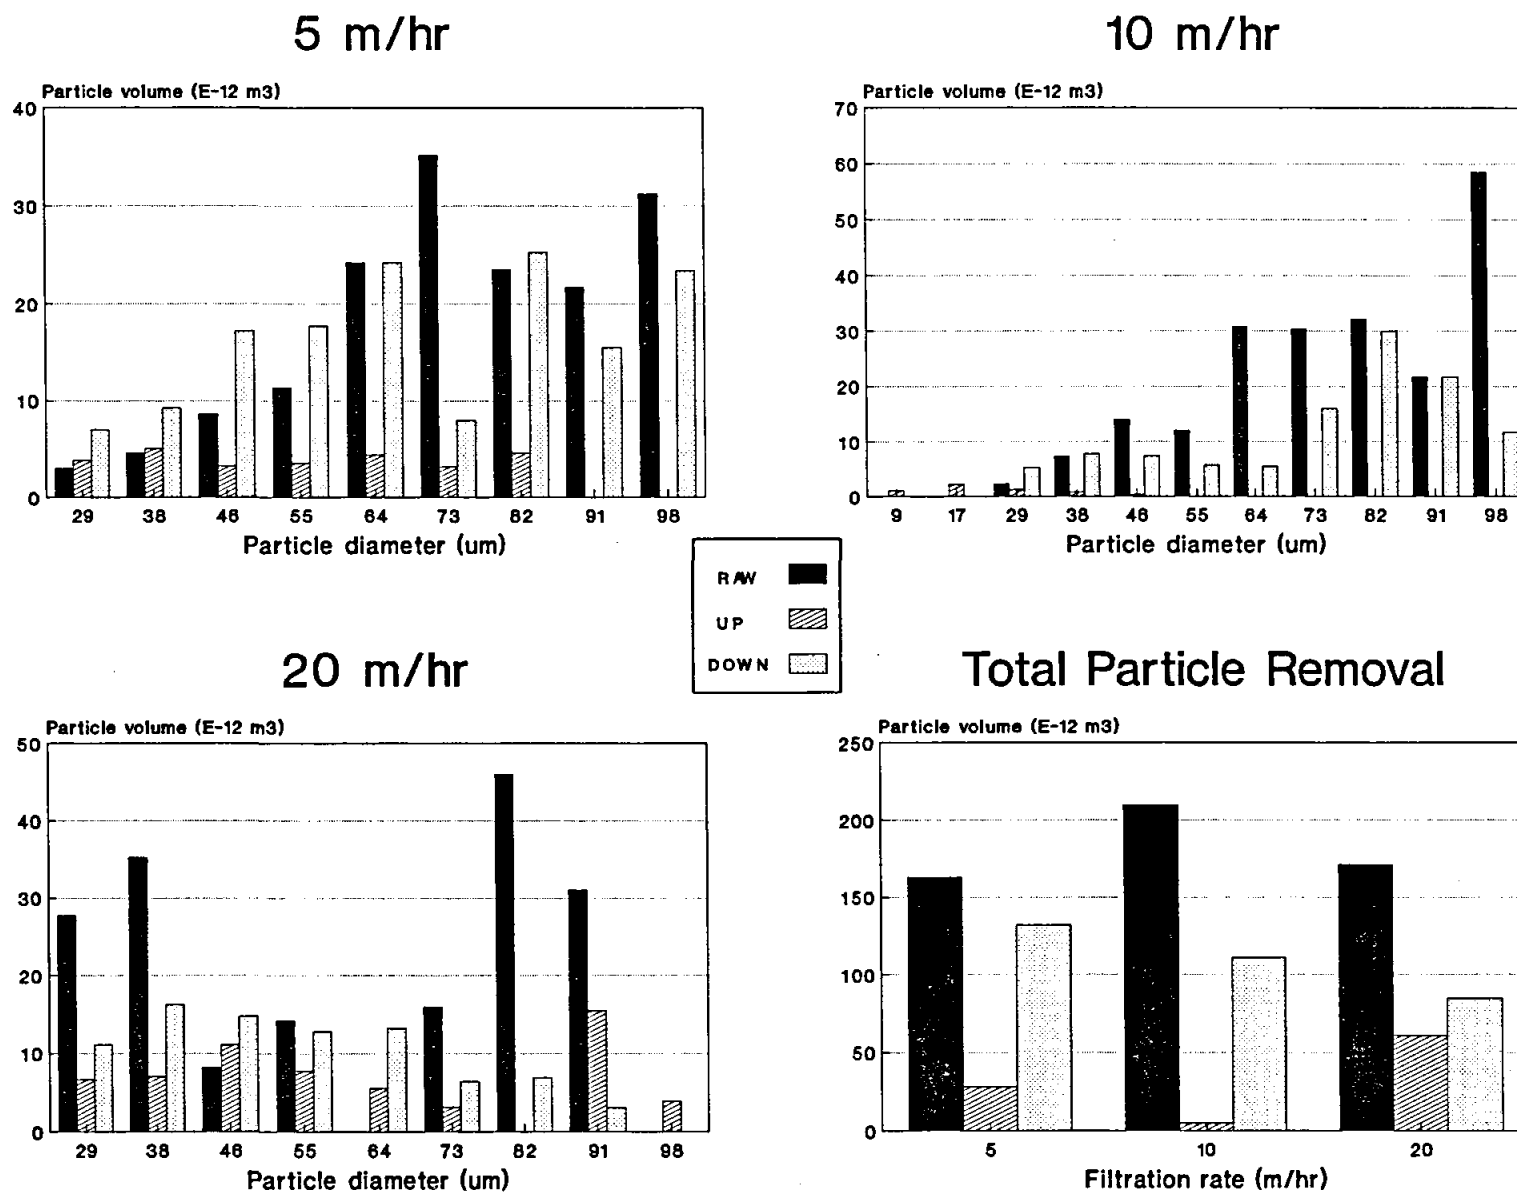 5 m/hr
Particle volume (E-12 m3)
40
30
20
10
0
29 38 46 55 64 73 82 91 98
Particle diameter (um)
10 m/hr
Particle volume (E-12 m3)
70
60
50
40
30
20
10
0
9 17 29 38 46 55 64 73 82 91 98
Particle diameter (um)
RAW
UP
DOWN
20 m/hr
Particle volume (E-12 m3)
50
40
30
20
10
0
29 38 46 55 64 73 82 91 98
Particle diameter (um)
Total Particle Removal
Particle volume (E-12 m3)
250
200
150
100
50
0
5 10 20
Filtration rate (m/hr)